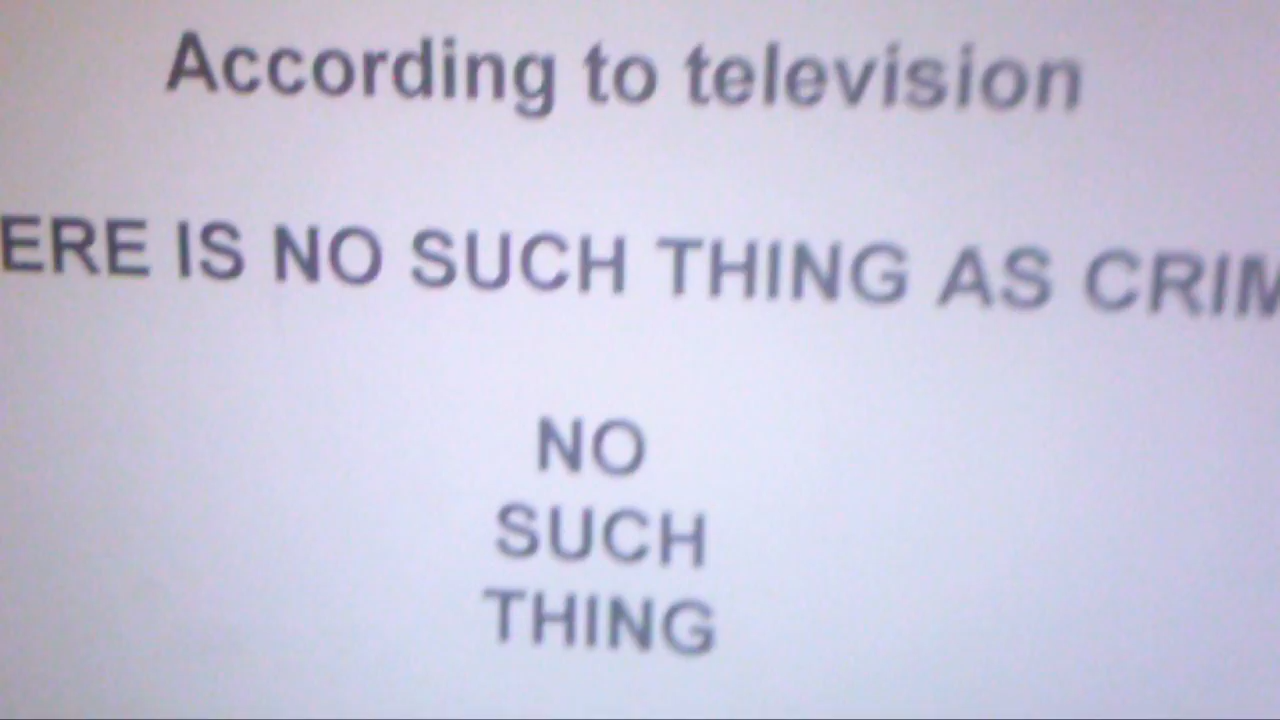 According to television
ERE IS NO SUCH THING AS CRIM
NO
SUCH
THING